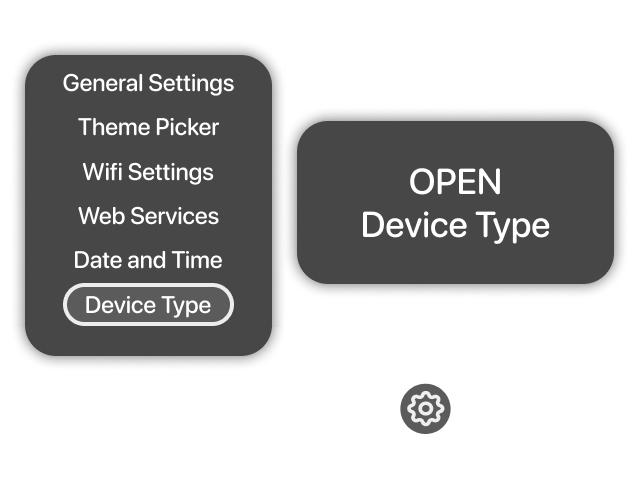 General Settings
Theme Picker
Wifi Settings
Web Services
Date and Time
Device Type
OPEN
Device Type